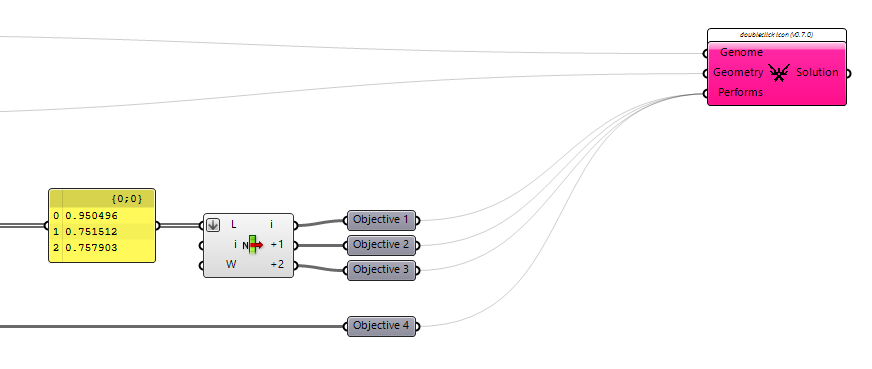 doubleclick icon (v0.7.0)
Genome
Geometry Solution
Performs
{0;0}
0 0.950496
1 0.751512
2 0.757903
L i
i N +1
W +2
Objective 1
Objective 2
Objective 3
Objective 4